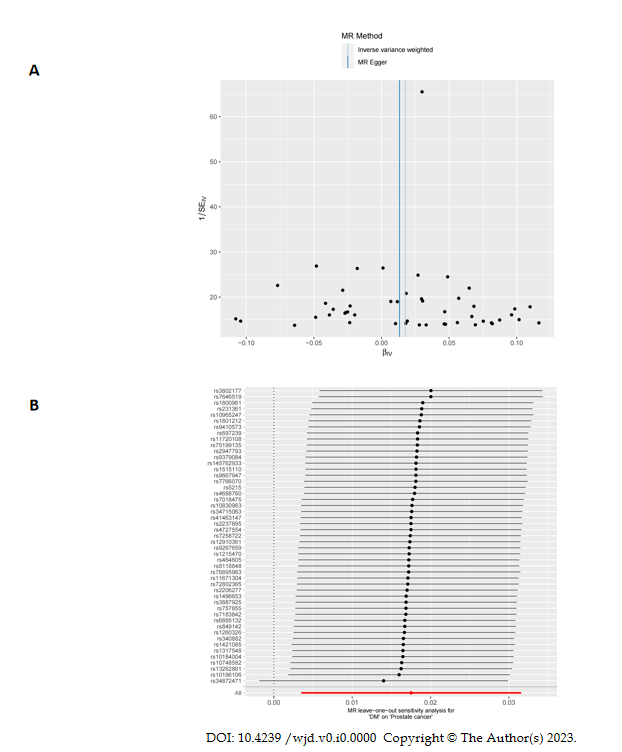 MR Method
Inverse variance weighted
MR Egger
A
60
50
40
30
20
1/SE_IV
−0.10 −0.05 0.00 0.05 0.10
β_IV
B
rs3802177
rs7646519
rs1800961
rs231361
rs10965247
rs1801212
rs9410573
rs697239
rs11720108
rs75199135
rs2947793
rs9379084
rs145762933
rs1515110
rs9667947
rs7766070
rs5215
rs4688760
rs7018475
rs10830963
rs34715063
rs41463147
rs2237895
rs4727554
rs7258722
rs12910361
rs9267659
rs1215470
rs464605
rs8118848
rs76895963
rs11671304
rs72802365
rs2206277
rs1496653
rs3887925
rs757855
rs7183842
rs6885132
rs849142
rs1260326
rs340882
rs1421085
rs1317548
rs10184004
rs10748582
rs13262861
rs10196106
rs34872471
All
0.00 0.01 0.02 0.03
MR leave−one−out sensitivity analysis for
'DM' on 'Prostate cancer'
DOI: 10.4239 /wjd.v0.i0.0000 Copyright © The Author(s) 2023.